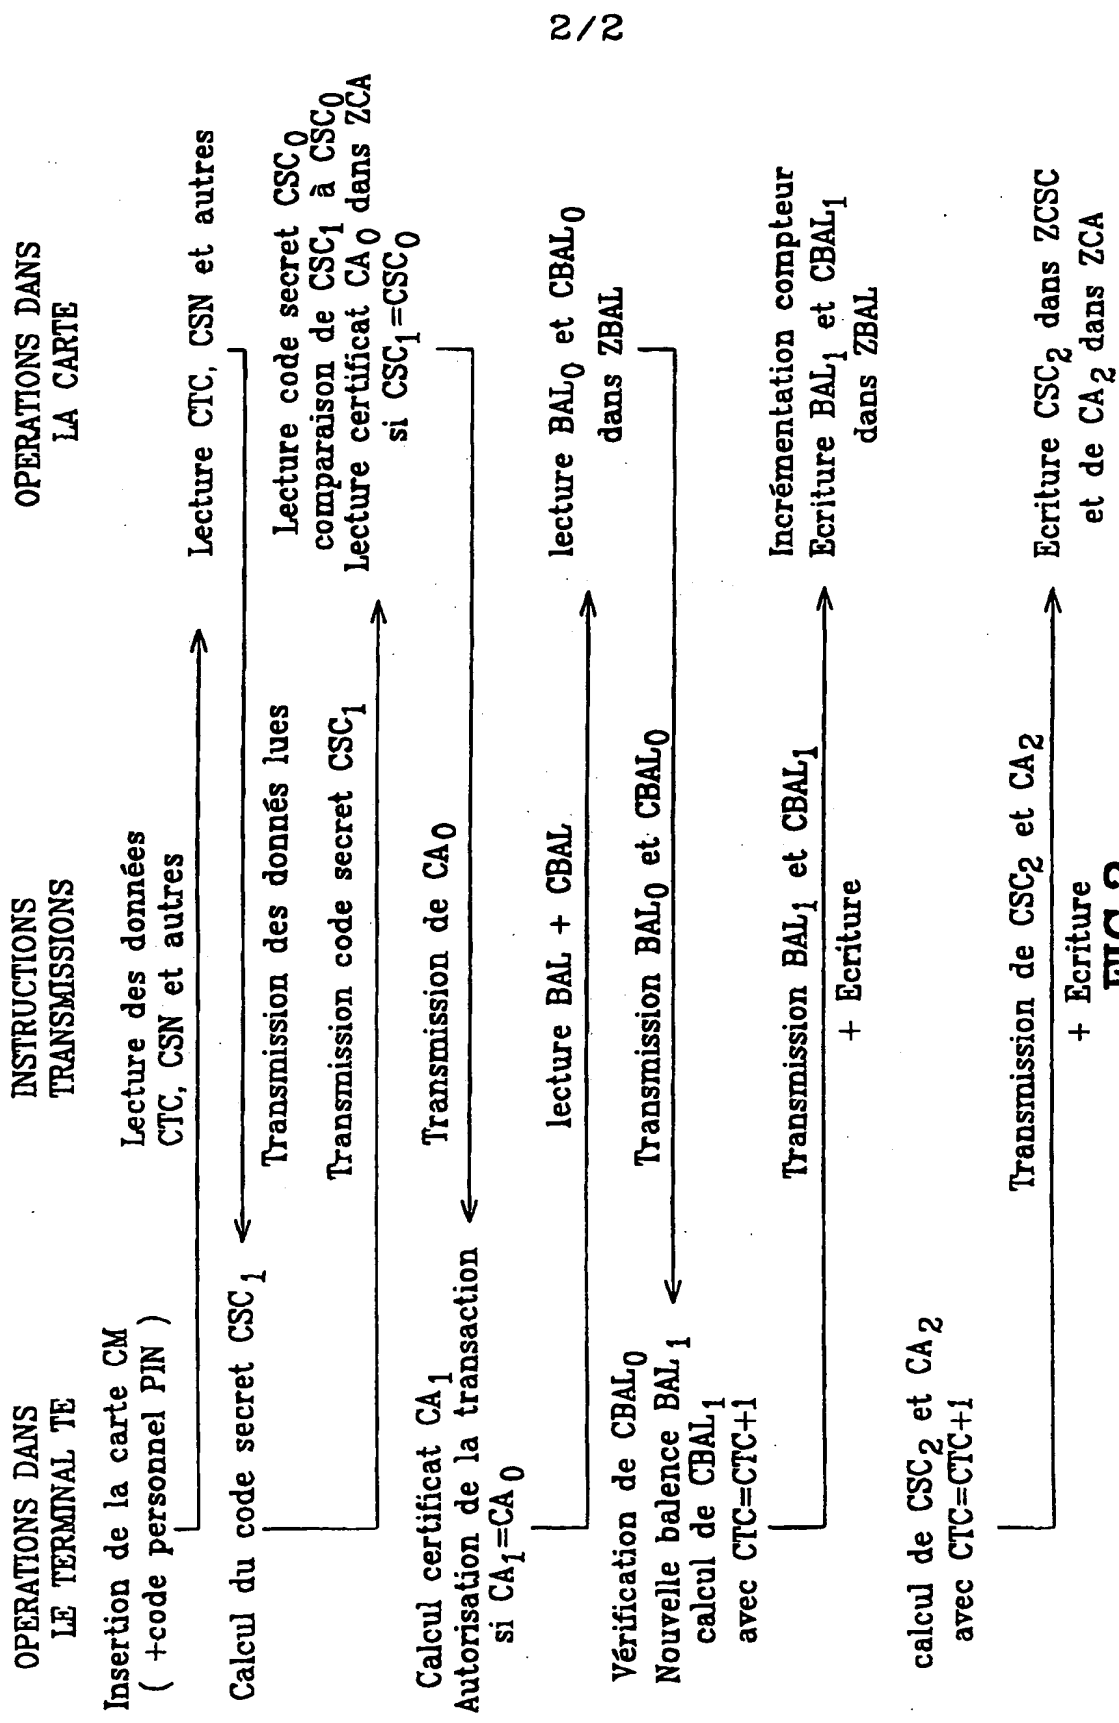 2/2
OPERATIONS DANS
LE TERMINAL TE
INSTRUCTIONS
TRANSMISSIONS
OPERATIONS DANS
LA CARTE
Insertion de la carte CM
( +code personnel PIN )
Lecture des données
CTC, CSN et autres
Lecture CTC, CSN et autres
Transmission des donnés lues
Calcul du code secret CSC₁
Transmission code secret CSC₁
Lecture code secret CSC₀
comparaison de CSC₁ à CSC₀
Lecture certificat CA₀ dans ZCA
si CSC₁=CSC₀
Transmission de CA₀
Calcul certificat CA₁
Autorisation de la transaction
si CA₁=CA₀
lecture BAL + CBAL
lecture BAL₀ et CBAL₀
dans ZBAL
Transmission BAL₀ et CBAL₀
Vérification de CBAL₀
Nouvelle balence BAL₁
calcul de CBAL₁
avec CTC=CTC+1
Transmission BAL₁ et CBAL₁
+ Ecriture
Incrémentation compteur
Ecriture BAL₁ et CBAL₁
dans ZBAL
calcul de CSC₂ et CA₂
avec CTC=CTC+1
Transmission de CSC₂ et CA₂
+ Ecriture
Ecriture CSC₂ dans ZCSC
et de CA₂ dans ZCA
FIG_2